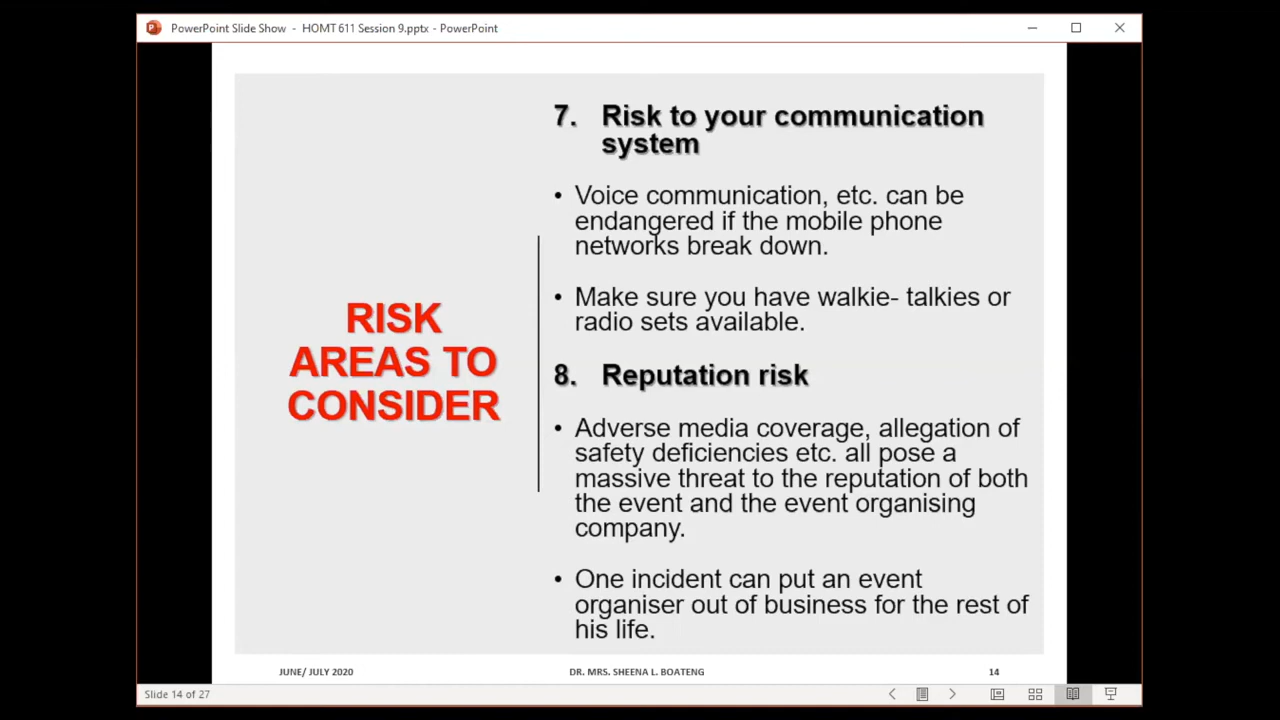 PowerPoint Slide Show - HOMT 611 Session 9.pptx - PowerPoint
RISK
AREAS TO
CONSIDER
7. Risk to your communication
system
• Voice communication, etc. can be
endangered if the mobile phone
networks break down.
• Make sure you have walkie- talkies or
radio sets available.
8. Reputation risk
• Adverse media coverage, allegation of
safety deficiencies etc. all pose a
massive threat to the reputation of both
the event and the event organising
company.
• One incident can put an event
organiser out of business for the rest of
his life.
JUNE/ JULY 2020 DR. MRS. SHEENA L. BOATENG 14
Slide 14 of 27